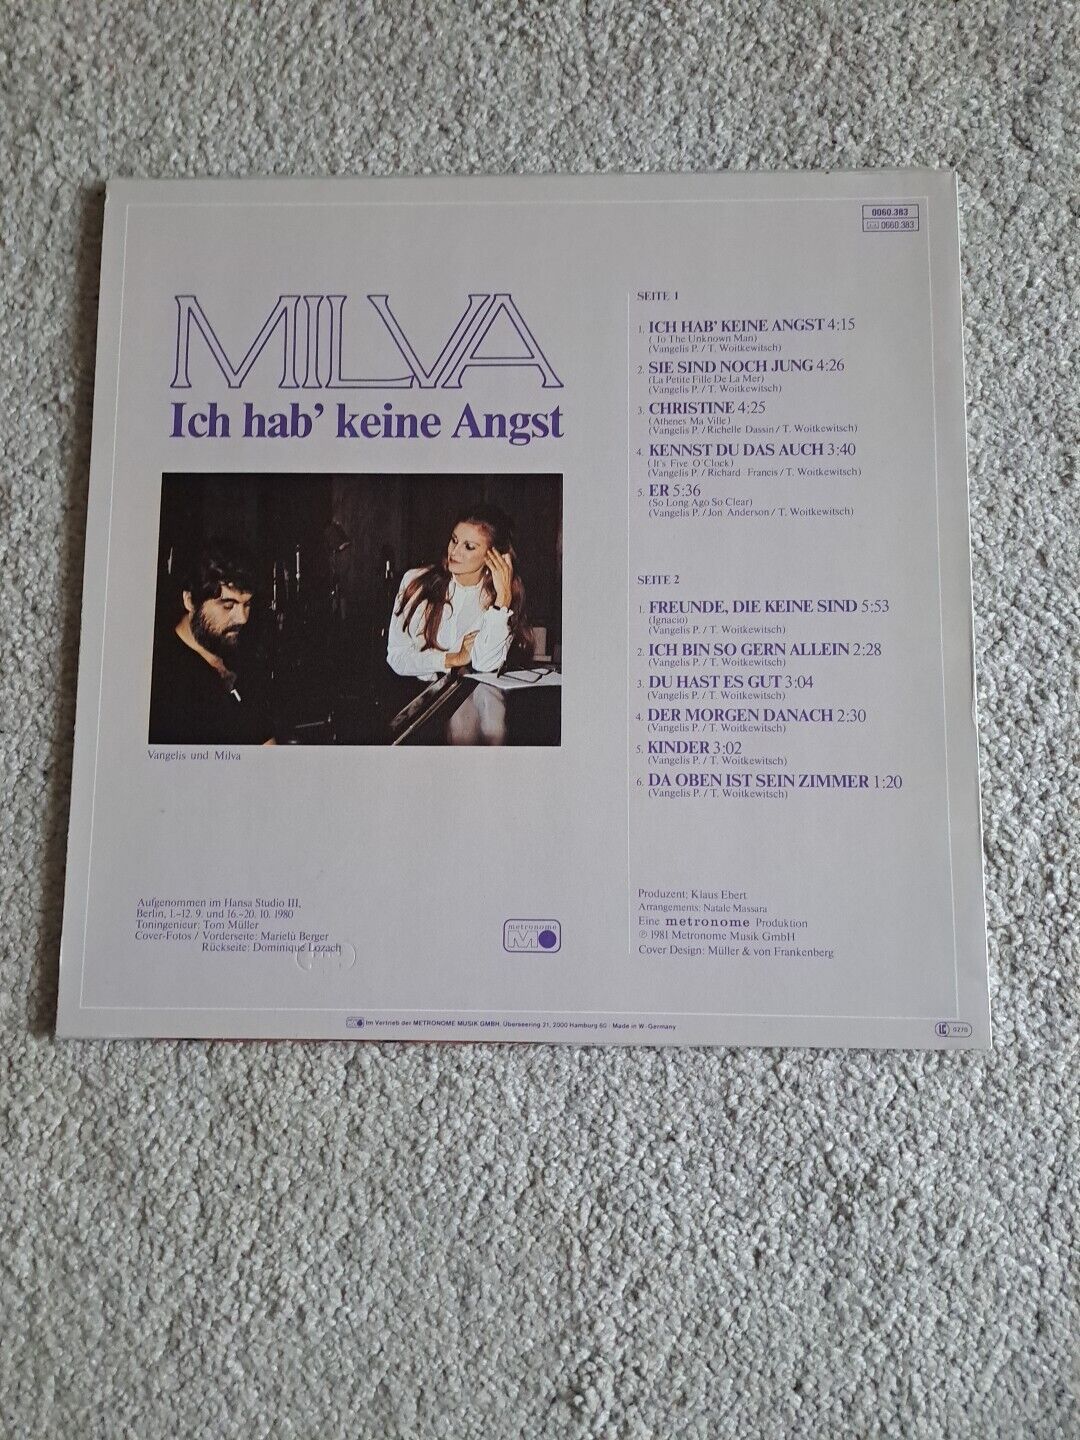 0060.383
0660.383
MILVA
Ich hab' keine Angst
Vangelis und Milva
SEITE 1
1. ICH HAB' KEINE ANGST 4:15
(To The Unknown Man)
(Vangelis P. / T. Woitkewitsch)
2. SIE SIND NOCH JUNG 4:26
(La Petite Fille De La Mer)
(Vangelis P. / T. Woitkewitsch)
3. CHRISTINE 4:25
(Athenes Ma Ville)
(Vangelis P. / Richelle Dassin / T. Woitkewitsch)
4. KENNST DU DAS AUCH 3:40
(It's Five O'Clock)
(Vangelis P. / Richard Francis / T. Woitkewitsch)
5. ER 5:36
(So Long Ago So Clear)
(Vangelis P. / Jon Anderson / T. Woitkewitsch)
SEITE 2
1. FREUNDE, DIE KEINE SIND 5:53
(Ignacio)
(Vangelis P. / T. Woitkewitsch)
2. ICH BIN SO GERN ALLEIN 2:28
(Vangelis P. / T. Woitkewitsch)
3. DU HAST ES GUT 3:04
(Vangelis P. / T. Woitkewitsch)
4. DER MORGEN DANACH 2:30
(Vangelis P. / T. Woitkewitsch)
5. KINDER 3:02
(Vangelis P. / T. Woitkewitsch)
6. DA OBEN IST SEIN ZIMMER 1:20
(Vangelis P. / T. Woitkewitsch)
Aufgenommen im Hansa Studio III,
Berlin, 1.–12. 9. und 16.–20. 10. 1980
Toningenieur: Tom Müller
Cover-Fotos / Vorderseite: Marielù Berger
Rückseite: Dominique Lozach
metronome
Produzent: Klaus Ebert
Arrangements: Natale Massara
Eine metronome Produktion
℗ 1981 Metronome Musik GmbH
Cover Design: Müller & von Frankenberg
Im Vertrieb der METRONOME MUSIK GMBH, Überseering 21, 2000 Hamburg 60 · Made in W.-Germany
LC 0270